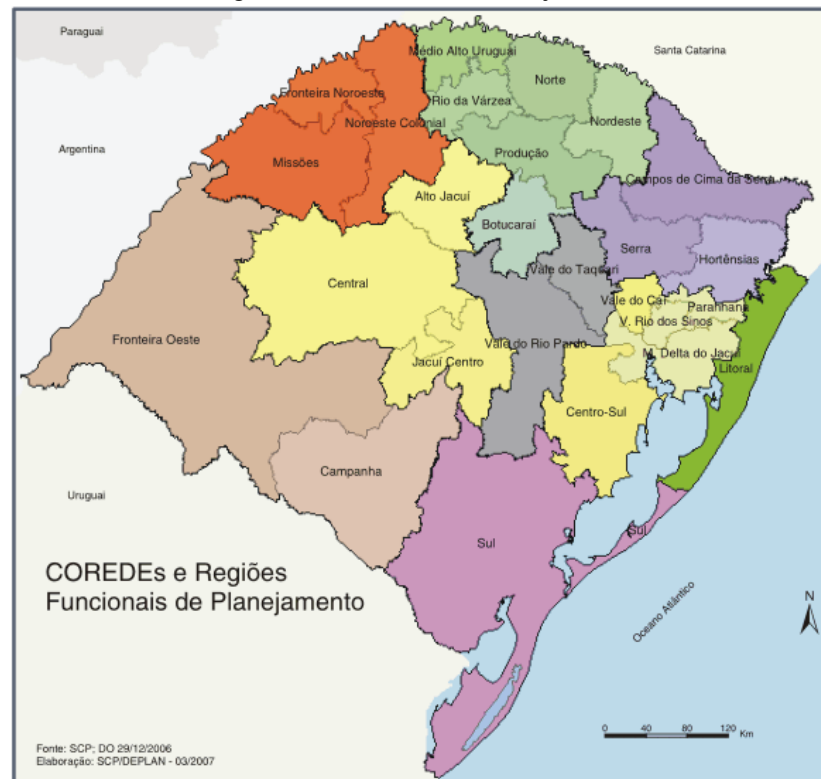 Paraguai
Santa Catarina
Médio Alto Uruguai
Norte
Fronteira Noroeste
Rio da Várzea
Nordeste
Noroeste Colonial
Argentina
Missões
Produção
Campos de Cima da Serra
Alto Jacuí
Botucaraí
Serra
Hortênsias
Vale do Taquari
Central
Vale do Caí
Paranhana
V. Rio dos Sinos
Fronteira Oeste
Vale do Rio Pardo
M. Delta do Jacuí
Jacuí Centro
Litoral
Centro-Sul
Campanha
Uruguai
Sul
Sul
COREDEs e Regiões
Funcionais de Planejamento
Oceano Atlântico
N
0 40 80 120
Km
Fonte: SCP; DO 29/12/2006
Elaboração: SCP/DEPLAN - 03/2007